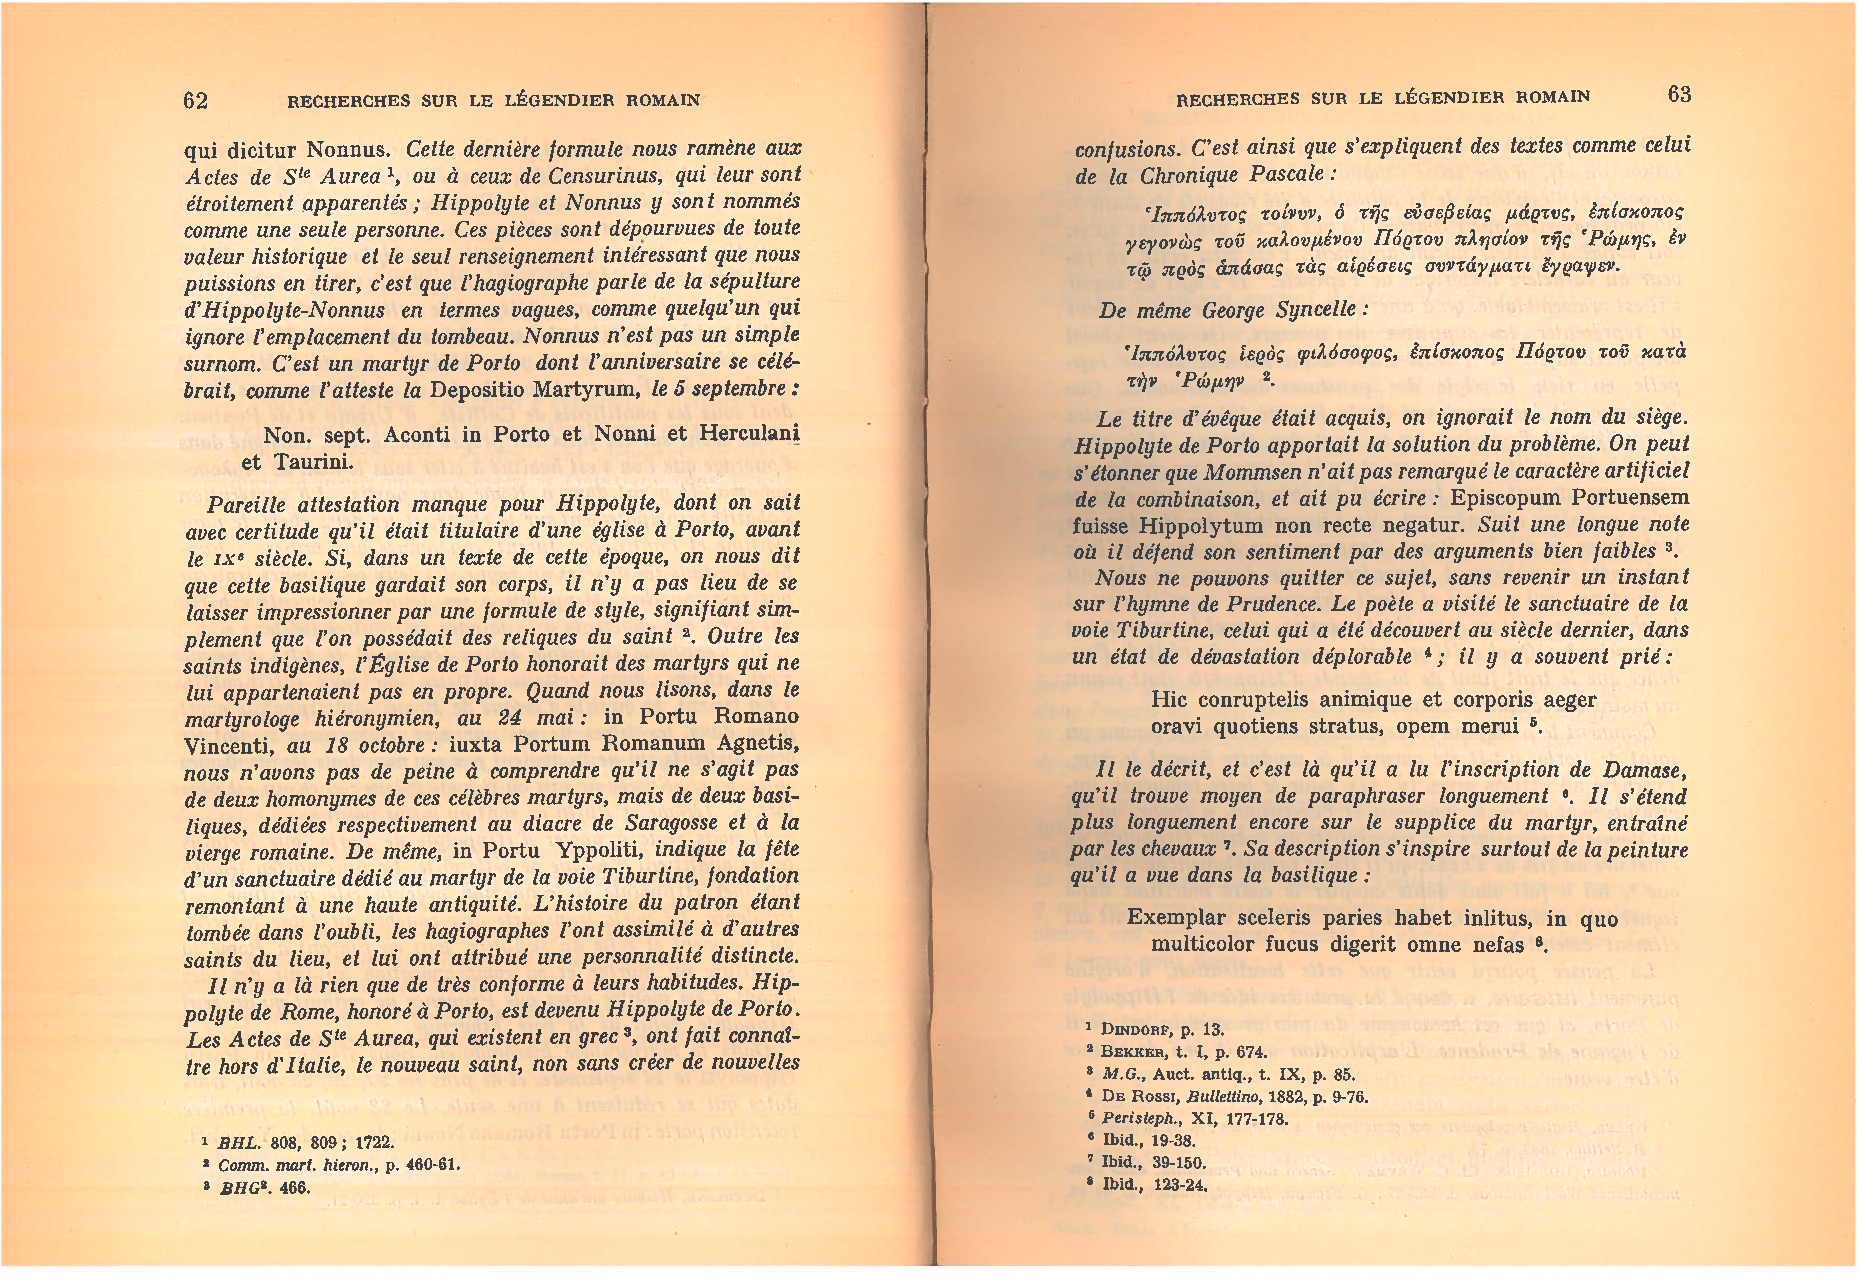 62 RECHERCHES SUR LE LÉGENDIER ROMAIN
qui dicitur Nonnus. Cette dernière formule nous ramène aux
Actes de Ste Aurea ¹, ou à ceux de Censurinus, qui leur sont
étroitement apparentés ; Hippolyte et Nonnus y sont nommés
comme une seule personne. Ces pièces sont dépourvues de toute
valeur historique et le seul renseignement intéressant que nous
puissions en tirer, c'est que l'hagiographe parle de la sépulture
d'Hippolyte-Nonnus en termes vagues, comme quelqu'un qui
ignore l'emplacement du tombeau. Nonnus n'est pas un simple
surnom. C'est un martyr de Porto dont l'anniversaire se célé-
brait, comme l'atteste la Depositio Martyrum, le 5 septembre :
Non. sept. Aconti in Porto et Nonni et Herculani
et Taurini.
Pareille attestation manque pour Hippolyte, dont on sait
avec certitude qu'il était titulaire d'une église à Porto, avant
le IXe siècle. Si, dans un texte de cette époque, on nous dit
que cette basilique gardait son corps, il n'y a pas lieu de se
laisser impressionner par une formule de style, signifiant sim-
plement que l'on possédait des reliques du saint ². Outre les
saints indigènes, l'Église de Porto honorait des martyrs qui ne
lui appartenaient pas en propre. Quand nous lisons, dans le
martyrologe hiéronymien, au 24 mai : in Portu Romano
Vincenti, au 18 octobre : iuxta Portum Romanum Agnetis,
nous n'avons pas de peine à comprendre qu'il ne s'agit pas
de deux homonymes de ces célèbres martyrs, mais de deux basi-
liques, dédiées respectivement au diacre de Saragosse et à la
vierge romaine. De même, in Portu Yppoliti, indique la fête
d'un sanctuaire dédié au martyr de la voie Tiburtine, fondation
remontant à une haute antiquité. L'histoire du patron étant
tombée dans l'oubli, les hagiographes l'ont assimilé à d'autres
saints du lieu, et lui ont attribué une personnalité distincte.
Il n'y a là rien que de très conforme à leurs habitudes. Hip-
polyte de Rome, honoré à Porto, est devenu Hippolyte de Porto.
Les Actes de Ste Aurea, qui existent en grec ³, ont fait connaî-
tre hors d'Italie, le nouveau saint, non sans créer de nouvelles
¹ BHL. 808, 809 ; 1722.
² Comm. mart. hieron., p. 460-61.
³ BHG². 466.
RECHERCHES SUR LE LÉGENDIER ROMAIN 63
confusions. C'est ainsi que s'expliquent des textes comme celui
de la Chronique Pascale :
Ἱππόλυτος τοίνυν, ὁ τῆς εὐσεβείας μάρτυς, ἐπίσκοπος
γεγονὼς τοῦ καλουμένου Πόρτου πλησίον τῆς Ῥώμης, ἐν
τῷ πρὸς ἁπάσας τὰς αἱρέσεις συντάγματι ἔγραψεν.
De même George Syncelle :
Ἱππόλυτος ἱερὸς φιλόσοφος, ἐπίσκοπος Πόρτου τοῦ κατὰ
τὴν Ῥώμην ².
Le titre d'évêque était acquis, on ignorait le nom du siège.
Hippolyte de Porto apportait la solution du problème. On peut
s'étonner que Mommsen n'ait pas remarqué le caractère artificiel
de la combinaison, et ait pu écrire : Episcopum Portuensem
fuisse Hippolytum non recte negatur. Suit une longue note
où il défend son sentiment par des arguments bien faibles ³.
Nous ne pouvons quitter ce sujet, sans revenir un instant
sur l'hymne de Prudence. Le poète a visité le sanctuaire de la
voie Tiburtine, celui qui a été découvert au siècle dernier, dans
un état de dévastation déplorable ⁴ ; il y a souvent prié :
Hic conruptelis animique et corporis aeger
oravi quotiens stratus, opem merui ⁵.
Il le décrit, et c'est là qu'il a lu l'inscription de Damase,
qu'il trouve moyen de paraphraser longuement ⁶. Il s'étend
plus longuement encore sur le supplice du martyr, entraîné
par les chevaux ⁷. Sa description s'inspire surtout de la peinture
qu'il a vue dans la basilique :
Exemplar sceleris paries habet inlitus, in quo
multicolor fucus digerit omne nefas ⁸.
¹ DINDORF, p. 13.
² BEKKER, t. I, p. 674.
³ M.G., Auct. antiq., t. IX, p. 85.
⁴ DE ROSSI, Bullettino, 1882, p. 9-76.
⁵ Peristeph., XI, 177-178.
⁶ Ibid., 19-38.
⁷ Ibid., 39-150.
⁸ Ibid., 123-24.